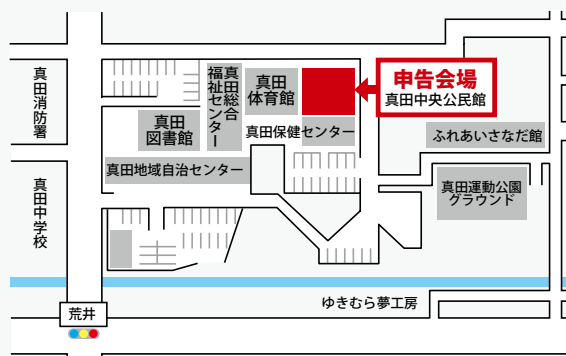 真田消防署
真田総合
福祉センター
真田
体育館
申告会場
真田中央公民館
真田
図書館
真田保健センター
ふれあいさなだ館
真田地域自治センター
真田中学校
真田運動公園
グラウンド
ゆきむら夢工房
荒井